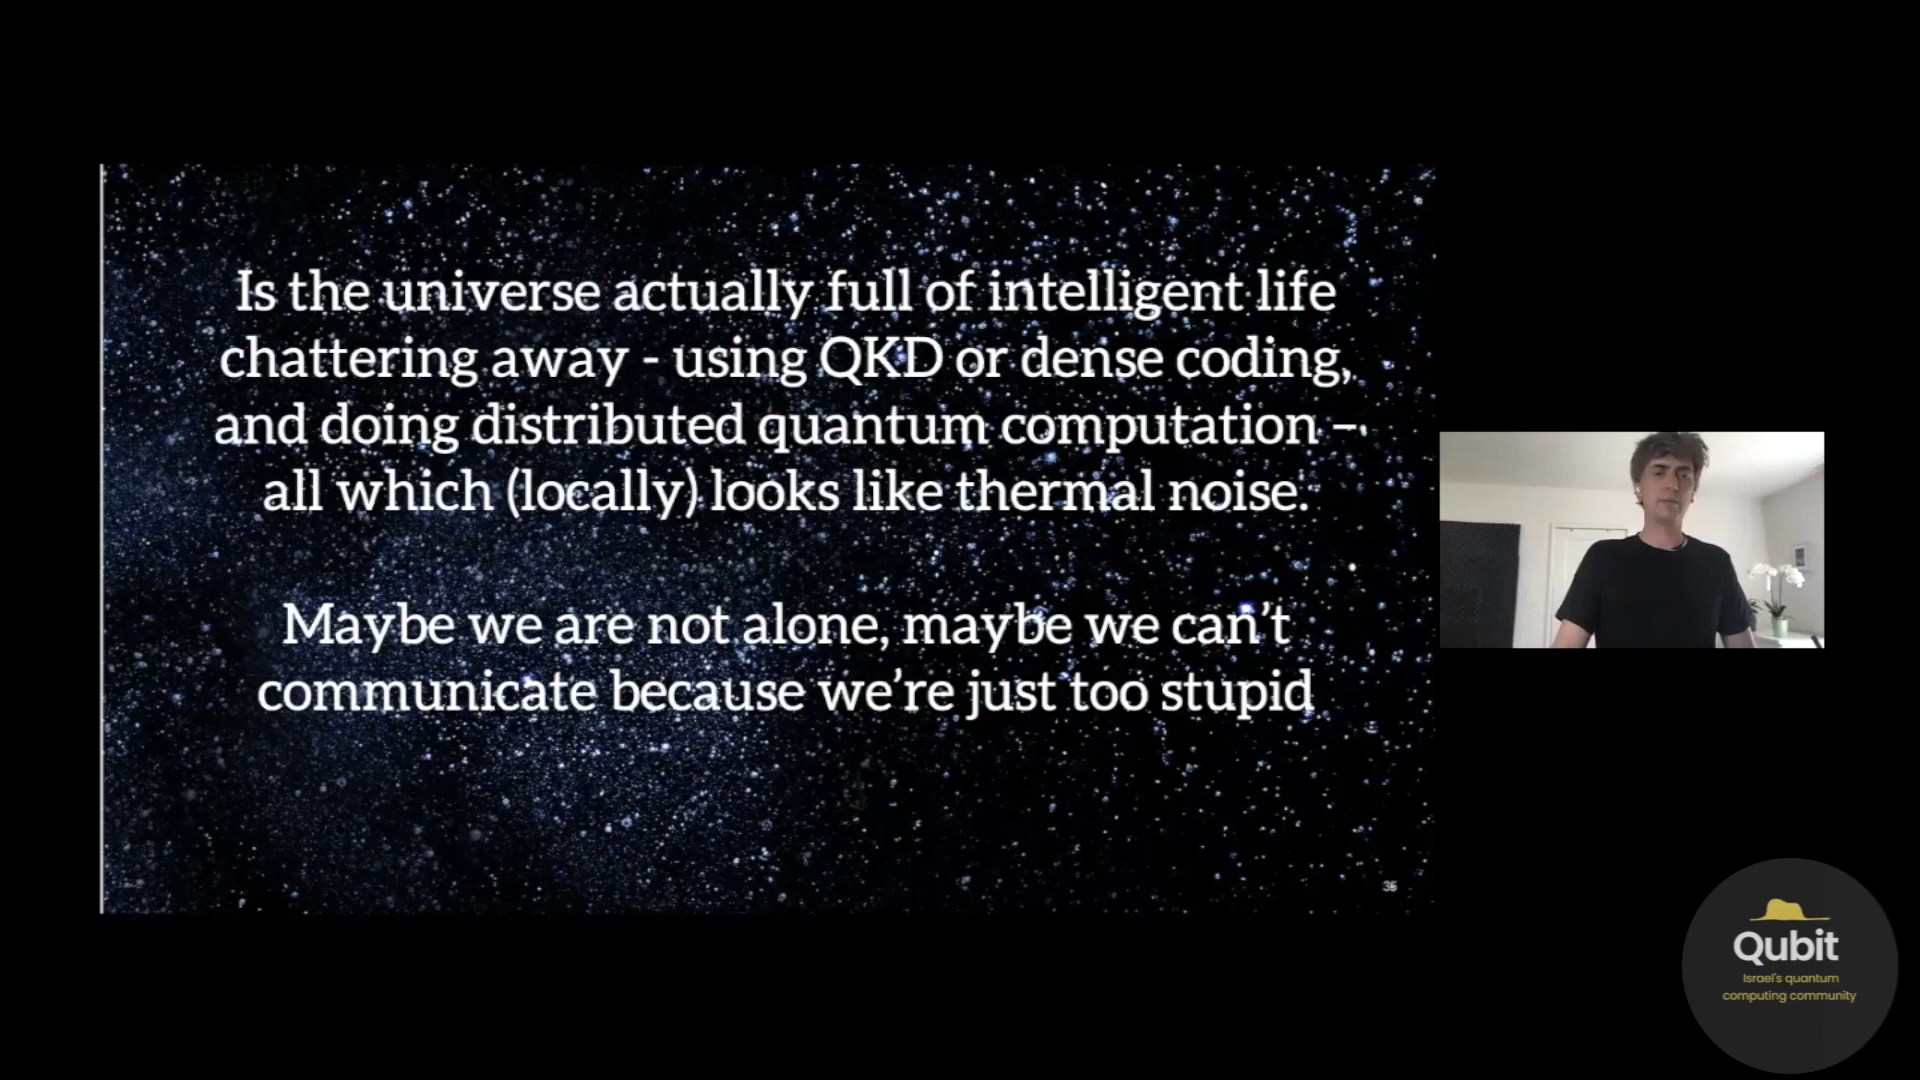 Is the universe actually full of intelligent life
chattering away - using QKD or dense coding,
and doing distributed quantum computation –
all which (locally) looks like thermal noise.
Maybe we are not alone, maybe we can't
communicate because we're just too stupid
36
Qubit
Israel's quantum
computing community